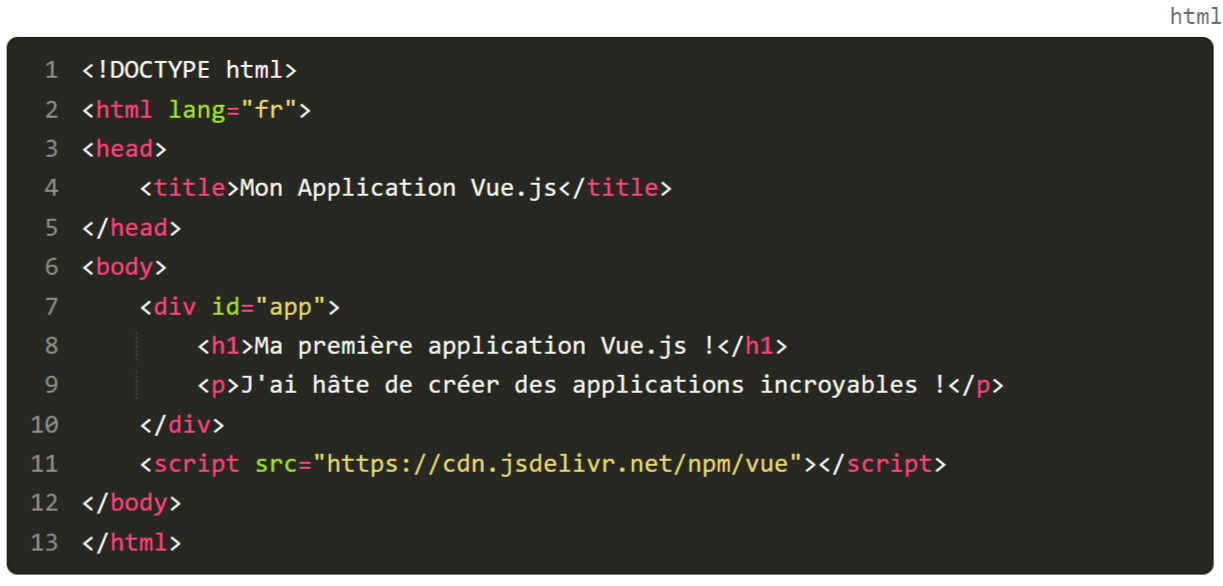 html
1 <!DOCTYPE html>
2 <html lang="fr">
3 <head>
4     <title>Mon Application Vue.js</title>
5 </head>
6 <body>
7     <div id="app">
8         <h1>Ma première application Vue.js !</h1>
9         <p>J'ai hâte de créer des applications incroyables !</p>
10     </div>
11     <script src="https://cdn.jsdelivr.net/npm/vue"></script>
12 </body>
13 </html>